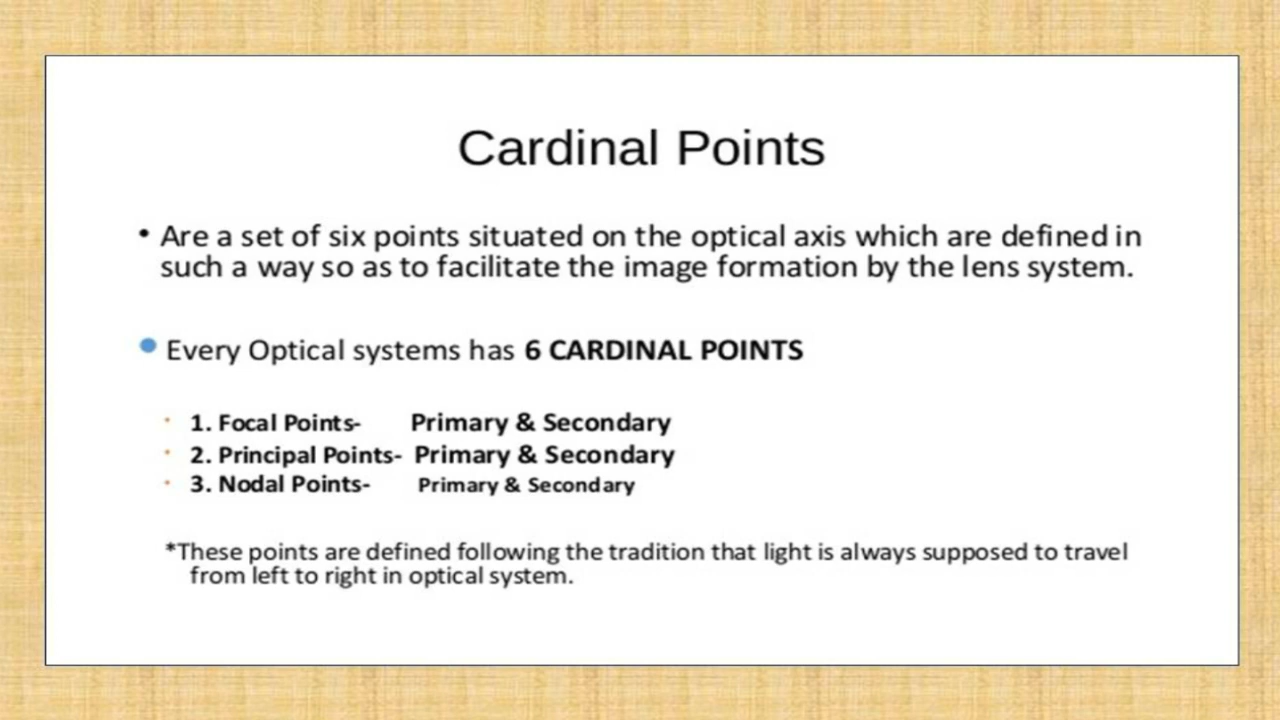 Cardinal Points
• Are a set of six points situated on the optical axis which are defined in
such a way so as to facilitate the image formation by the lens system.
• Every Optical systems has 6 CARDINAL POINTS
• 1. Focal Points- Primary & Secondary
• 2. Principal Points- Primary & Secondary
• 3. Nodal Points- Primary & Secondary
*These points are defined following the tradition that light is always supposed to travel
from left to right in optical system.